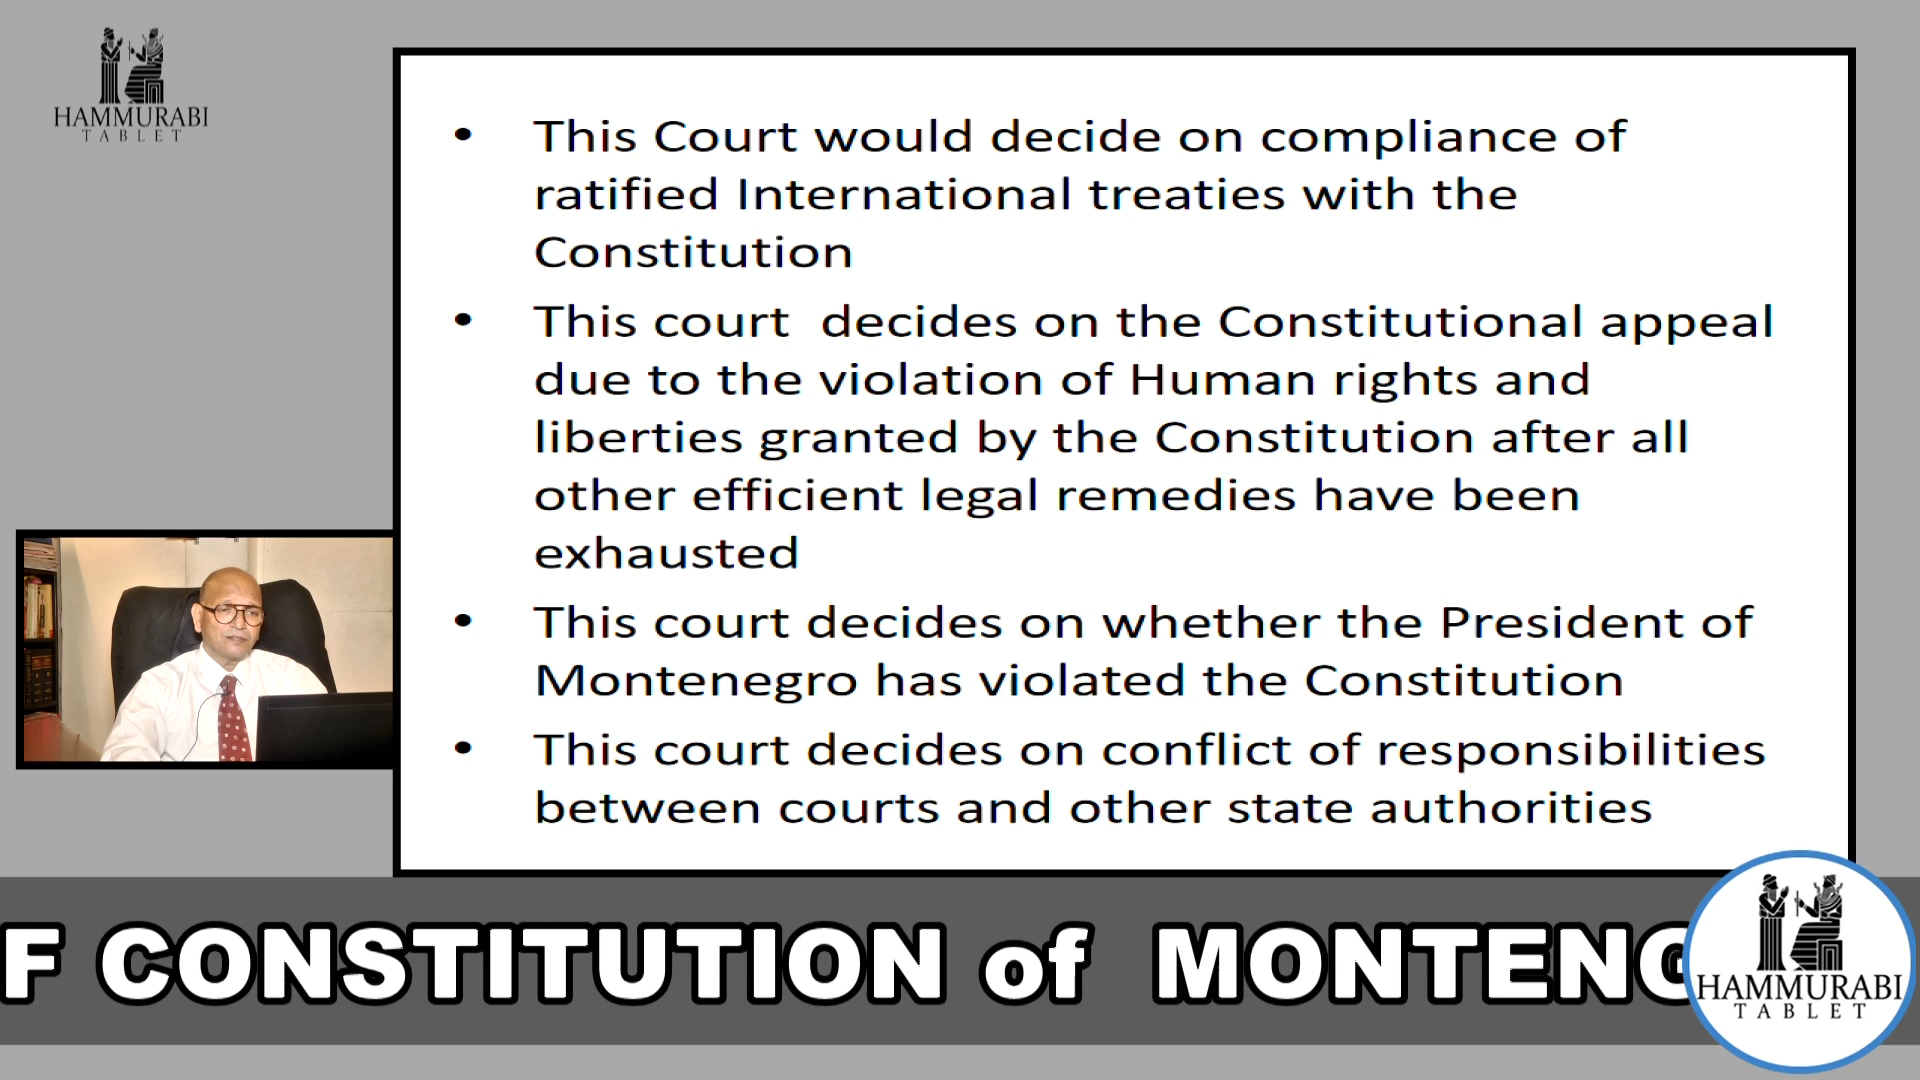 HAMMURABI
TABLET
• This Court would decide on compliance of
ratified International treaties with the
Constitution
• This court  decides on the Constitutional appeal
due to the violation of Human rights and
liberties granted by the Constitution after all
other efficient legal remedies have been
exhausted
• This court decides on whether the President of
Montenegro has violated the Constitution
• This court decides on conflict of responsibilities
between courts and other state authorities
F CONSTITUTION of MONTENG
HAMMURABI
TABLET